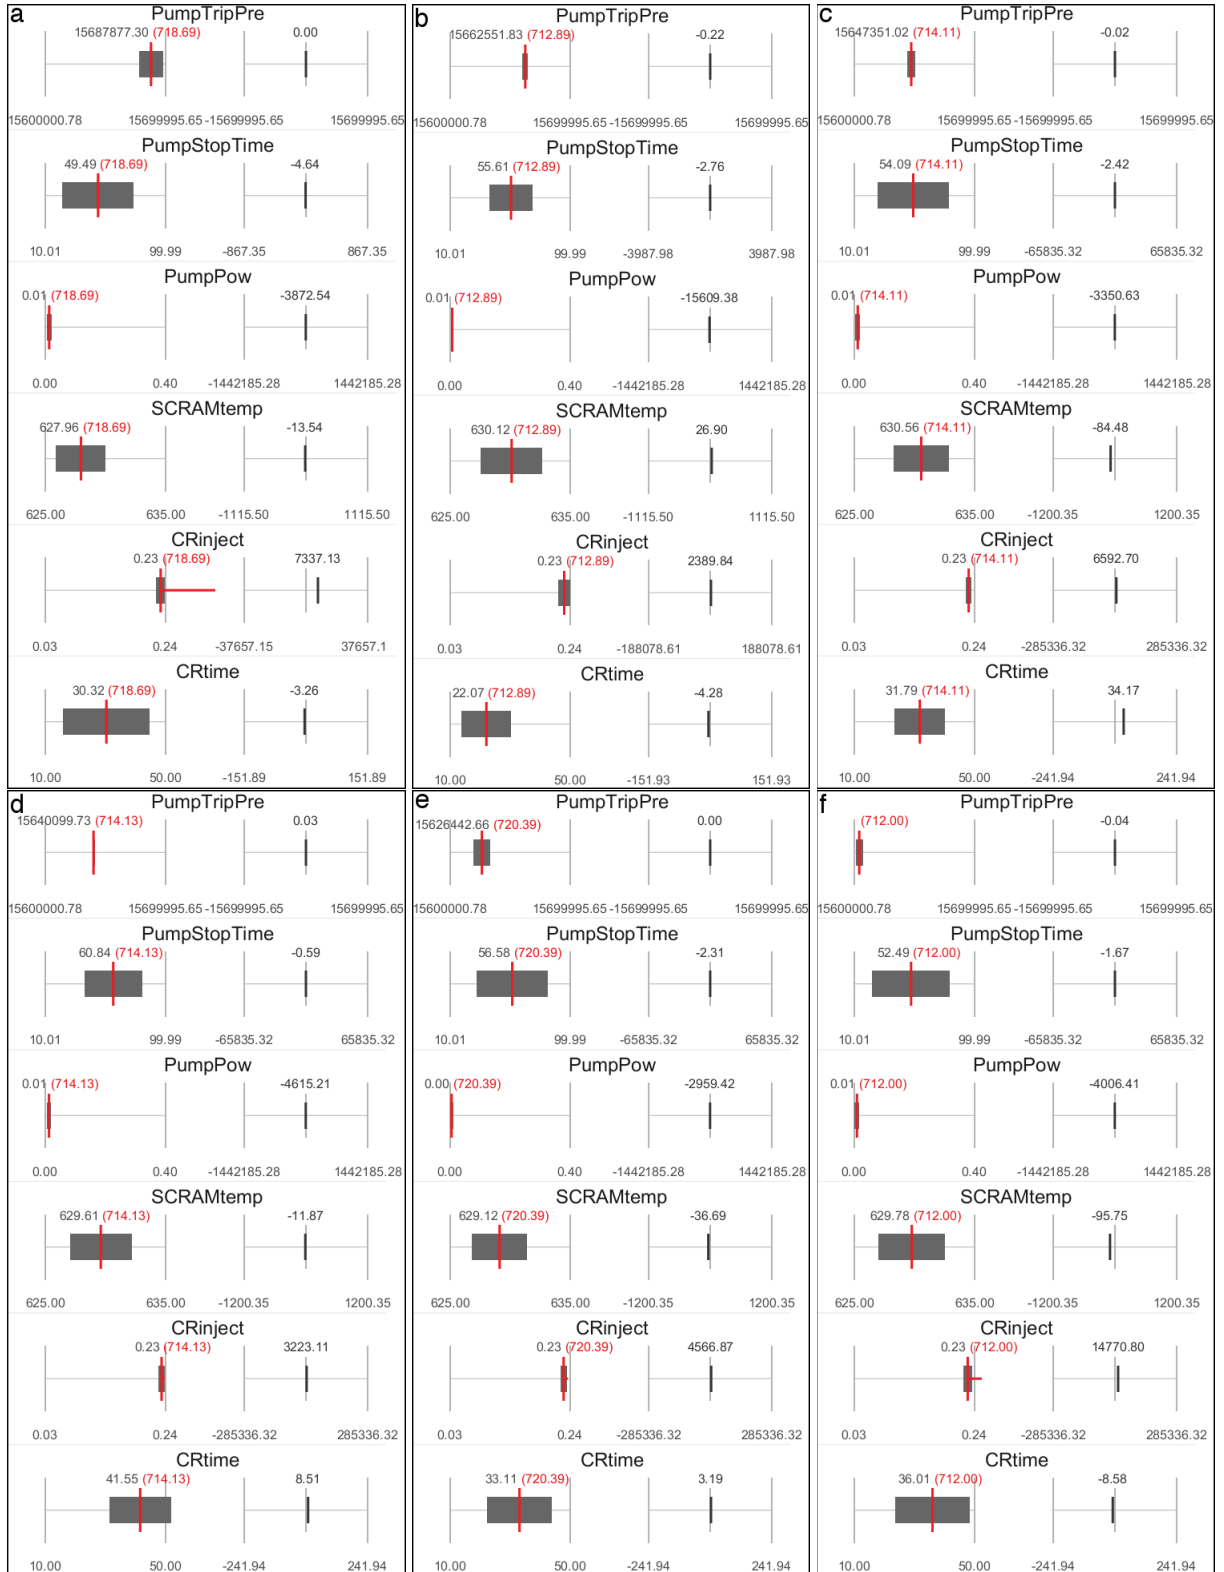 a
PumpTripPre
15687877.30 (718.69) 0.00
15600000.78 15699995.65 -15699995.65 15699995.65
PumpStopTime
49.49 (718.69) -4.64
10.01 99.99 -867.35 867.35
PumpPow
0.01 (718.69) -3872.54
0.00 0.40 -1442185.28 1442185.28
SCRAMtemp
627.96 (718.69) -13.54
625.00 635.00 -1115.50 1115.50
CRinject
0.23 (718.69) 7337.13
0.03 0.24 -37657.15 37657.1
CRtime
30.32 (718.69) -3.26
10.00 50.00 -151.89 151.89
b
PumpTripPre
15662551.83 (712.89) -0.22
15600000.78 15699995.65 -15699995.65 15699995.65
PumpStopTime
55.61 (712.89) -2.76
10.01 99.99 -3987.98 3987.98
PumpPow
0.01 (712.89) -15609.38
0.00 0.40 -1442185.28 1442185.28
SCRAMtemp
630.12 (712.89) 26.90
625.00 635.00 -1115.50 1115.50
CRinject
0.23 (712.89) 2389.84
0.03 0.24 -188078.61 188078.61
CRtime
22.07 (712.89) -4.28
10.00 50.00 -151.93 151.93
c
PumpTripPre
15647351.02 (714.11) -0.02
15600000.78 15699995.65 -15699995.65 15699995.65
PumpStopTime
54.09 (714.11) -2.42
10.01 99.99 -65835.32 65835.32
PumpPow
0.01 (714.11) -3350.63
0.00 0.40 -1442185.28 1442185.28
SCRAMtemp
630.56 (714.11) -84.48
625.00 635.00 -1200.35 1200.35
CRinject
0.23 (714.11) 6592.70
0.03 0.24 -285336.32 285336.32
CRtime
31.79 (714.11) 34.17
10.00 50.00 -241.94 241.94
d
PumpTripPre
15640099.73 (714.13) 0.03
15600000.78 15699995.65 -15699995.65 15699995.65
PumpStopTime
60.84 (714.13) -0.59
10.01 99.99 -65835.32 65835.32
PumpPow
0.01 (714.13) -4615.21
0.00 0.40 -1442185.28 1442185.28
SCRAMtemp
629.61 (714.13) -11.87
625.00 635.00 -1200.35 1200.35
CRinject
0.23 (714.13) 3223.11
0.03 0.24 -285336.32 285336.32
CRtime
41.55 (714.13) 8.51
10.00 50.00 -241.94 241.94
e
PumpTripPre
15626442.66 (720.39) 0.00
15600000.78 15699995.65 -15699995.65 15699995.65
PumpStopTime
56.58 (720.39) -2.31
10.01 99.99 -65835.32 65835.32
PumpPow
0.00 (720.39) -2959.42
0.00 0.40 -1442185.28 1442185.28
SCRAMtemp
629.12 (720.39) -36.69
625.00 635.00 -1200.35 1200.35
CRinject
0.23 (720.39) 4566.87
0.03 0.24 -285336.32 285336.32
CRtime
33.11 (720.39) 3.19
10.00 50.00 -241.94 241.94
f
PumpTripPre
(712.00) -0.04
15600000.78 15699995.65 -15699995.65 15699995.65
PumpStopTime
52.49 (712.00) -1.67
10.01 99.99 -65835.32 65835.32
PumpPow
0.01 (712.00) -4006.41
0.00 0.40 -1442185.28 1442185.28
SCRAMtemp
629.78 (712.00) -95.75
625.00 635.00 -1200.35 1200.35
CRinject
0.23 (712.00) 14770.80
0.03 0.24 -285336.32 285336.32
CRtime
36.01 (712.00) -8.58
10.00 50.00 -241.94 241.94